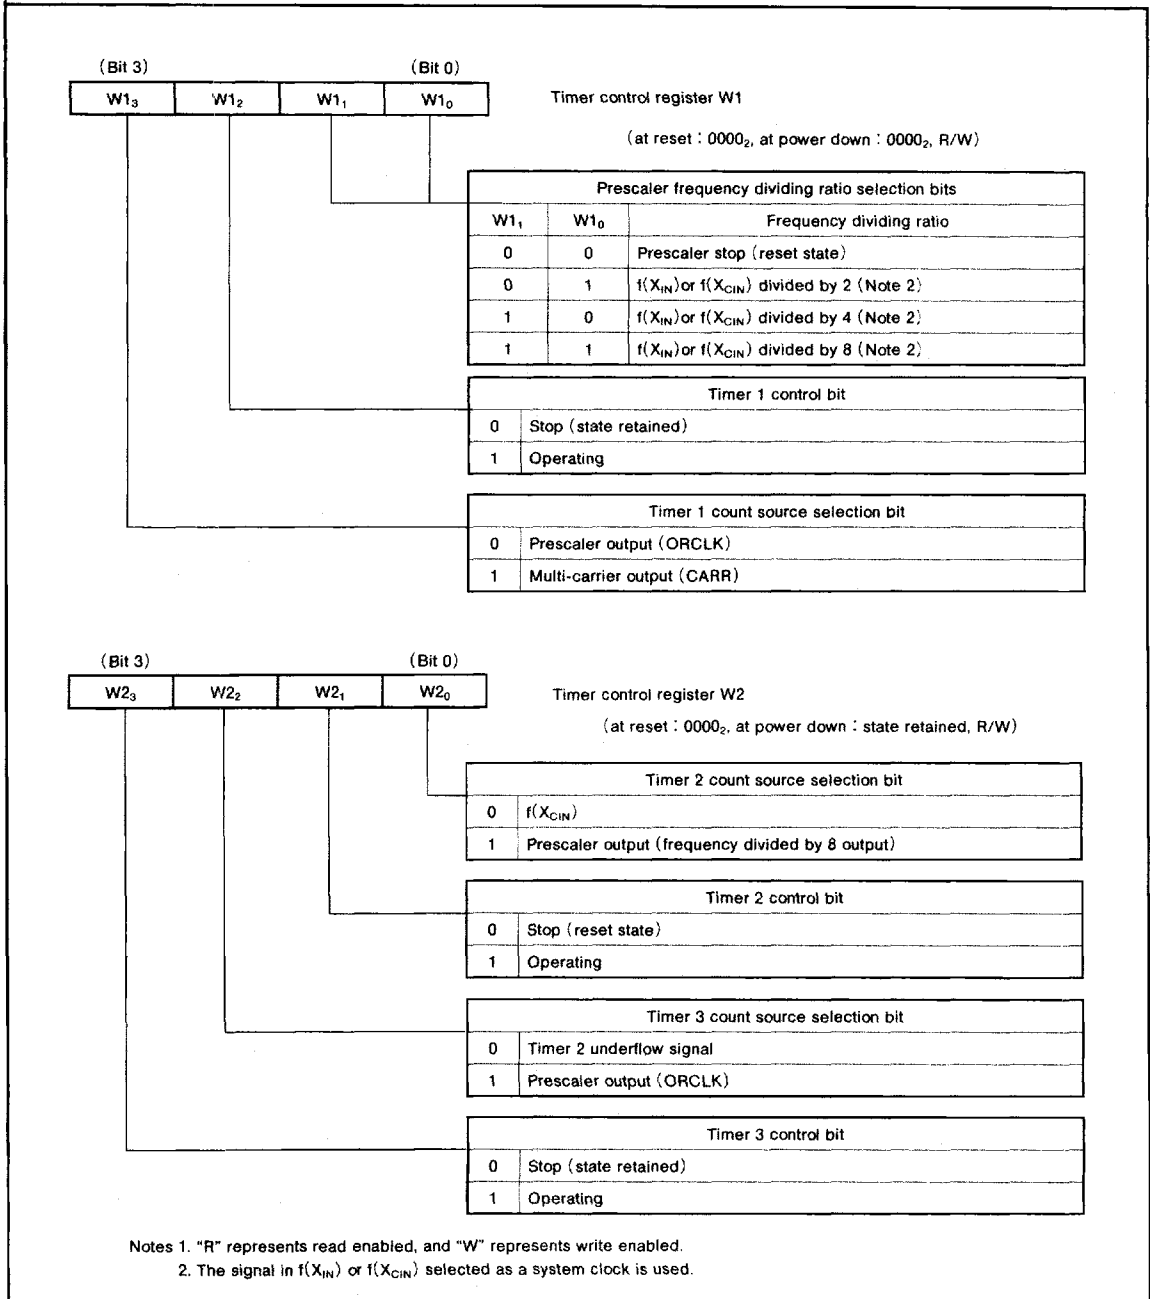 (Bit 3) (Bit 0)
W1₃ W1₂ W1₁ W1₀ Timer control register W1
(at reset : 0000₂, at power down : 0000₂, R/W)
Prescaler frequency dividing ratio selection bits
W1₁ W1₀ Frequency dividing ratio
0 0 Prescaler stop (reset state)
0 1 f(X_IN) or f(X_CIN) divided by 2 (Note 2)
1 0 f(X_IN) or f(X_CIN) divided by 4 (Note 2)
1 1 f(X_IN) or f(X_CIN) divided by 8 (Note 2)
Timer 1 control bit
0 Stop (state retained)
1 Operating
Timer 1 count source selection bit
0 Prescaler output (ORCLK)
1 Multi-carrier output (CARR)
(Bit 3) (Bit 0)
W2₃ W2₂ W2₁ W2₀ Timer control register W2
(at reset : 0000₂, at power down : state retained, R/W)
Timer 2 count source selection bit
0 f(X_CIN)
1 Prescaler output (frequency divided by 8 output)
Timer 2 control bit
0 Stop (reset state)
1 Operating
Timer 3 count source selection bit
0 Timer 2 underflow signal
1 Prescaler output (ORCLK)
Timer 3 control bit
0 Stop (state retained)
1 Operating
Notes 1. "R" represents read enabled, and "W" represents write enabled.
2. The signal in f(X_IN) or f(X_CIN) selected as a system clock is used.